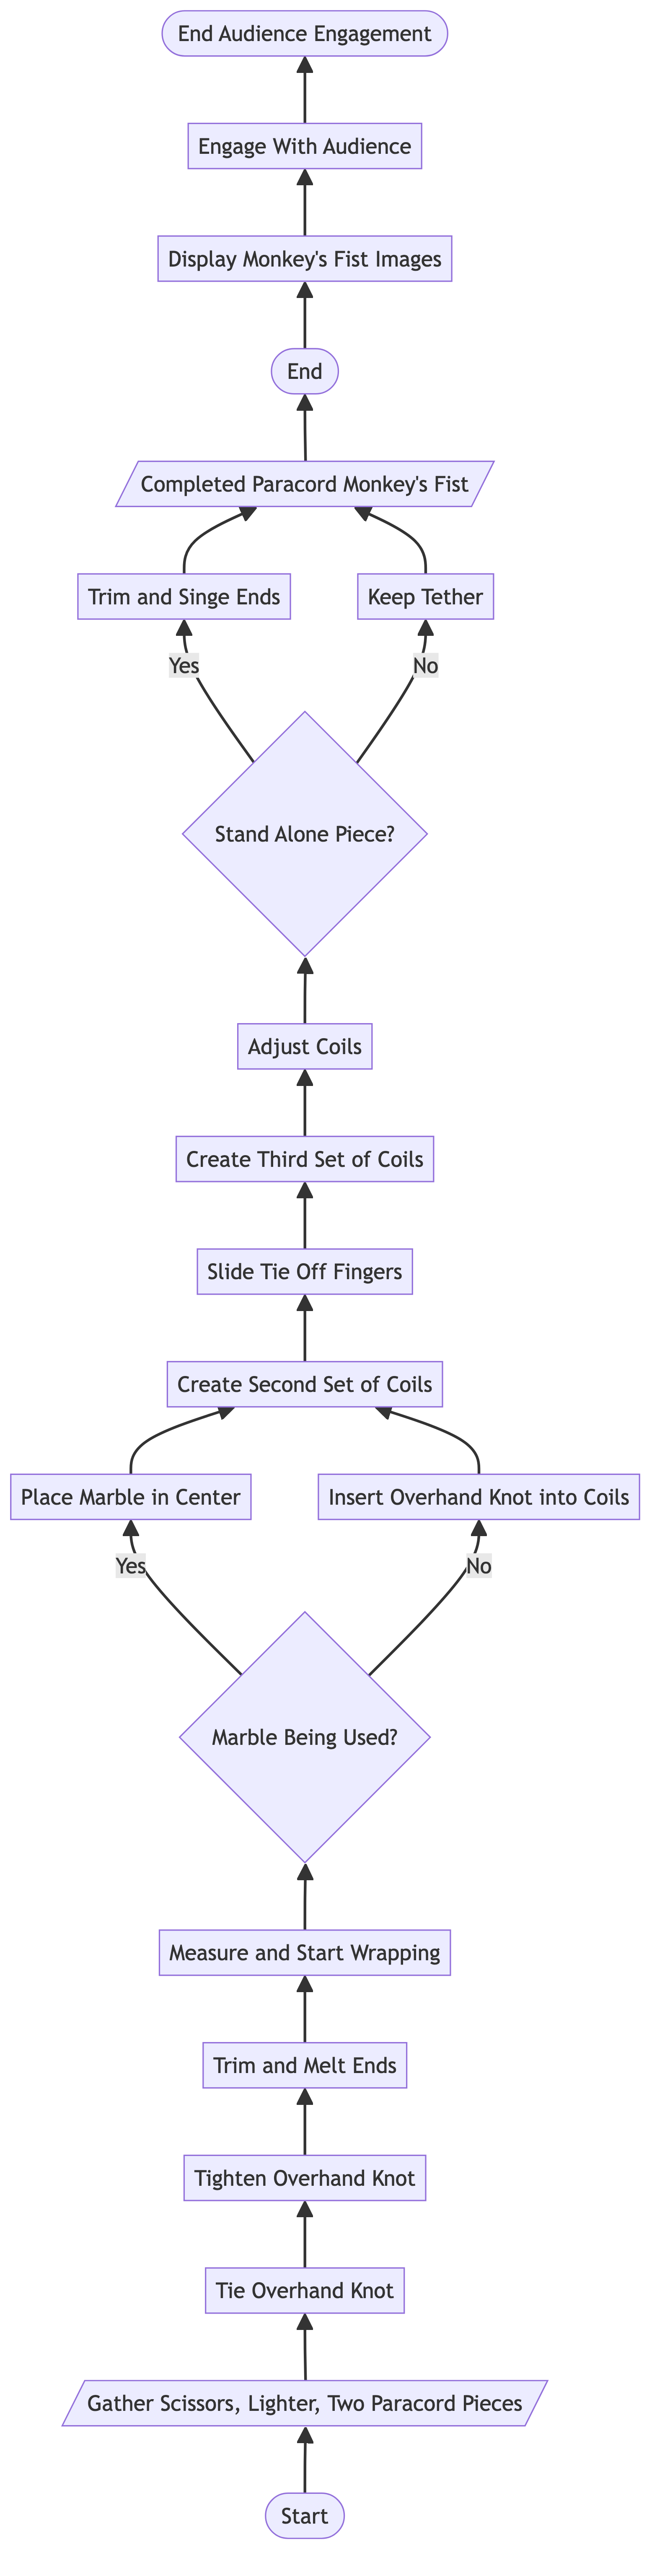 End Audience Engagement
Engage With Audience
Display Monkey's Fist Images
End
Completed Paracord Monkey's Fist
Trim and Singe Ends
Keep Tether
Yes
No
Stand Alone Piece?
Adjust Coils
Create Third Set of Coils
Slide Tie Off Fingers
Create Second Set of Coils
Place Marble in Center
Insert Overhand Knot into Coils
Yes
No
Marble Being Used?
Measure and Start Wrapping
Trim and Melt Ends
Tighten Overhand Knot
Tie Overhand Knot
Gather Scissors, Lighter, Two Paracord Pieces
Start